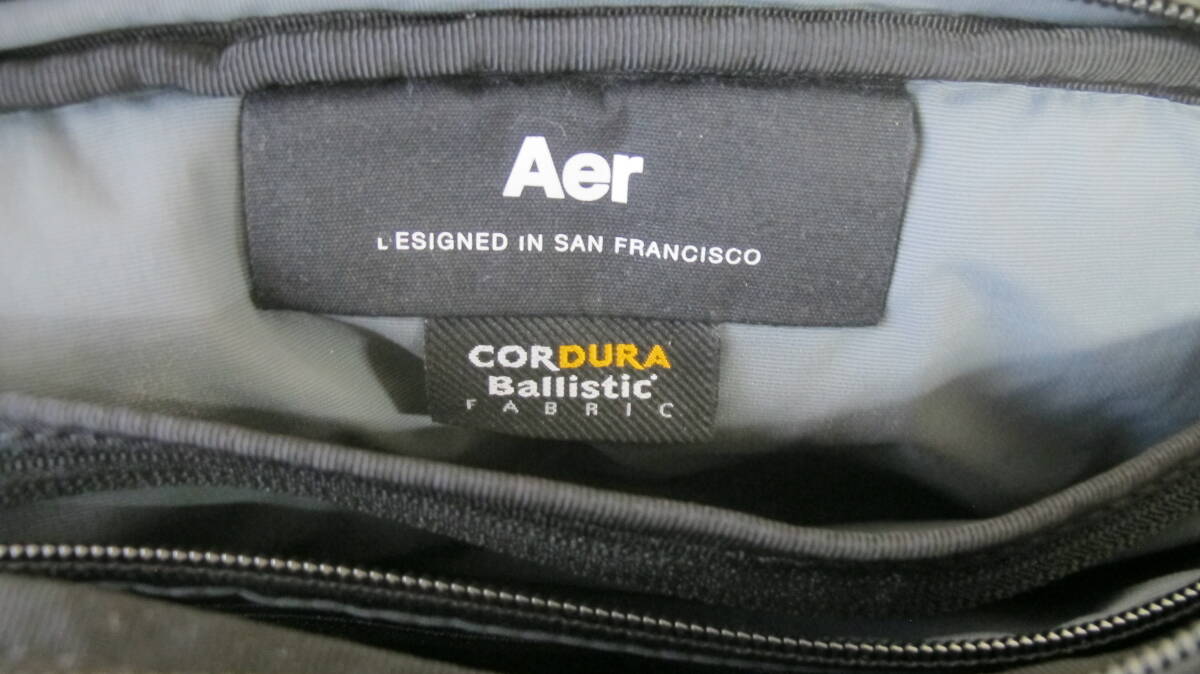 Aer
DESIGNED IN SAN FRANCISCO
CORDURA
Ballistic
FABRIC